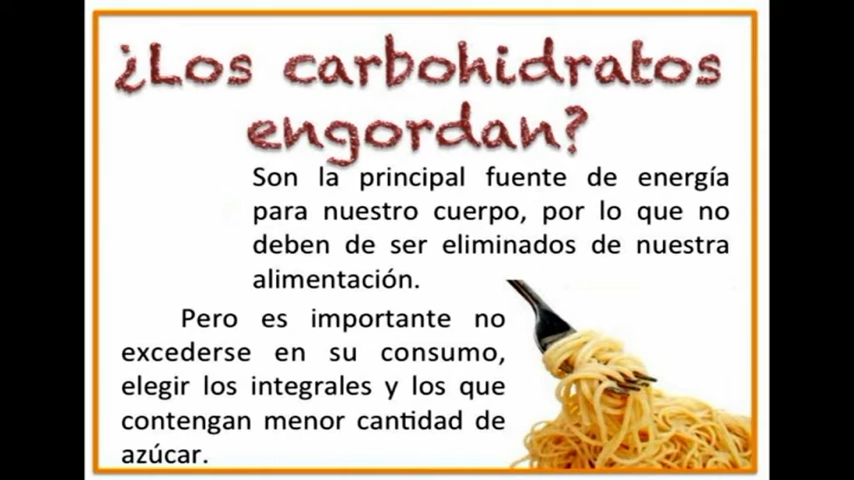 ¿Los carbohidratos
engordan?
Son la principal fuente de energía
para nuestro cuerpo, por lo que no
deben de ser eliminados de nuestra
alimentación.
Pero es importante no
excederse en su consumo,
elegir los integrales y los que
contengan menor cantidad de
azúcar.